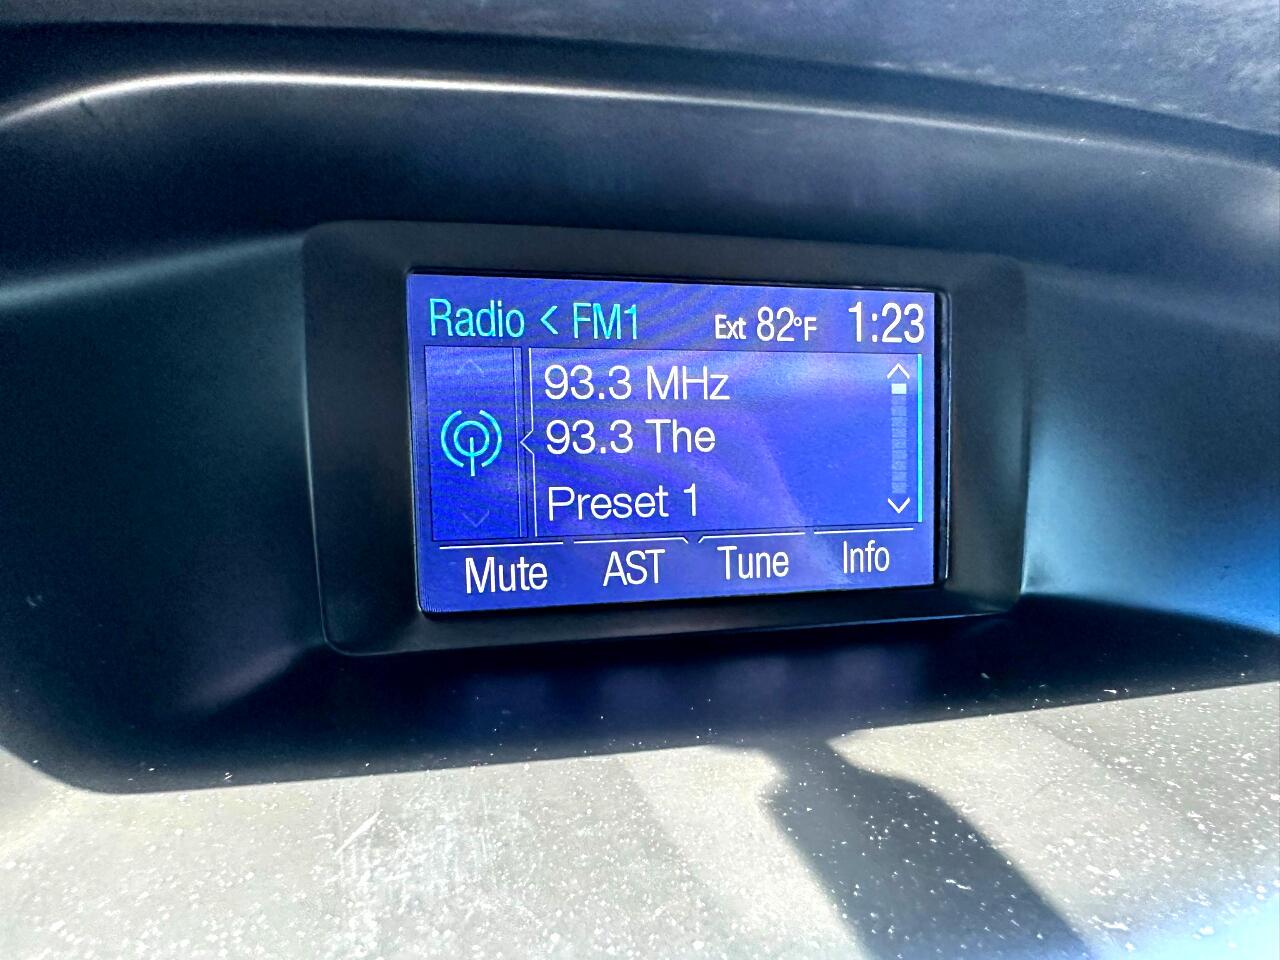 Radio < FM1 Ext 82°F 1:23
93.3 MHz
93.3 The
Preset 1
Mute AST Tune Info